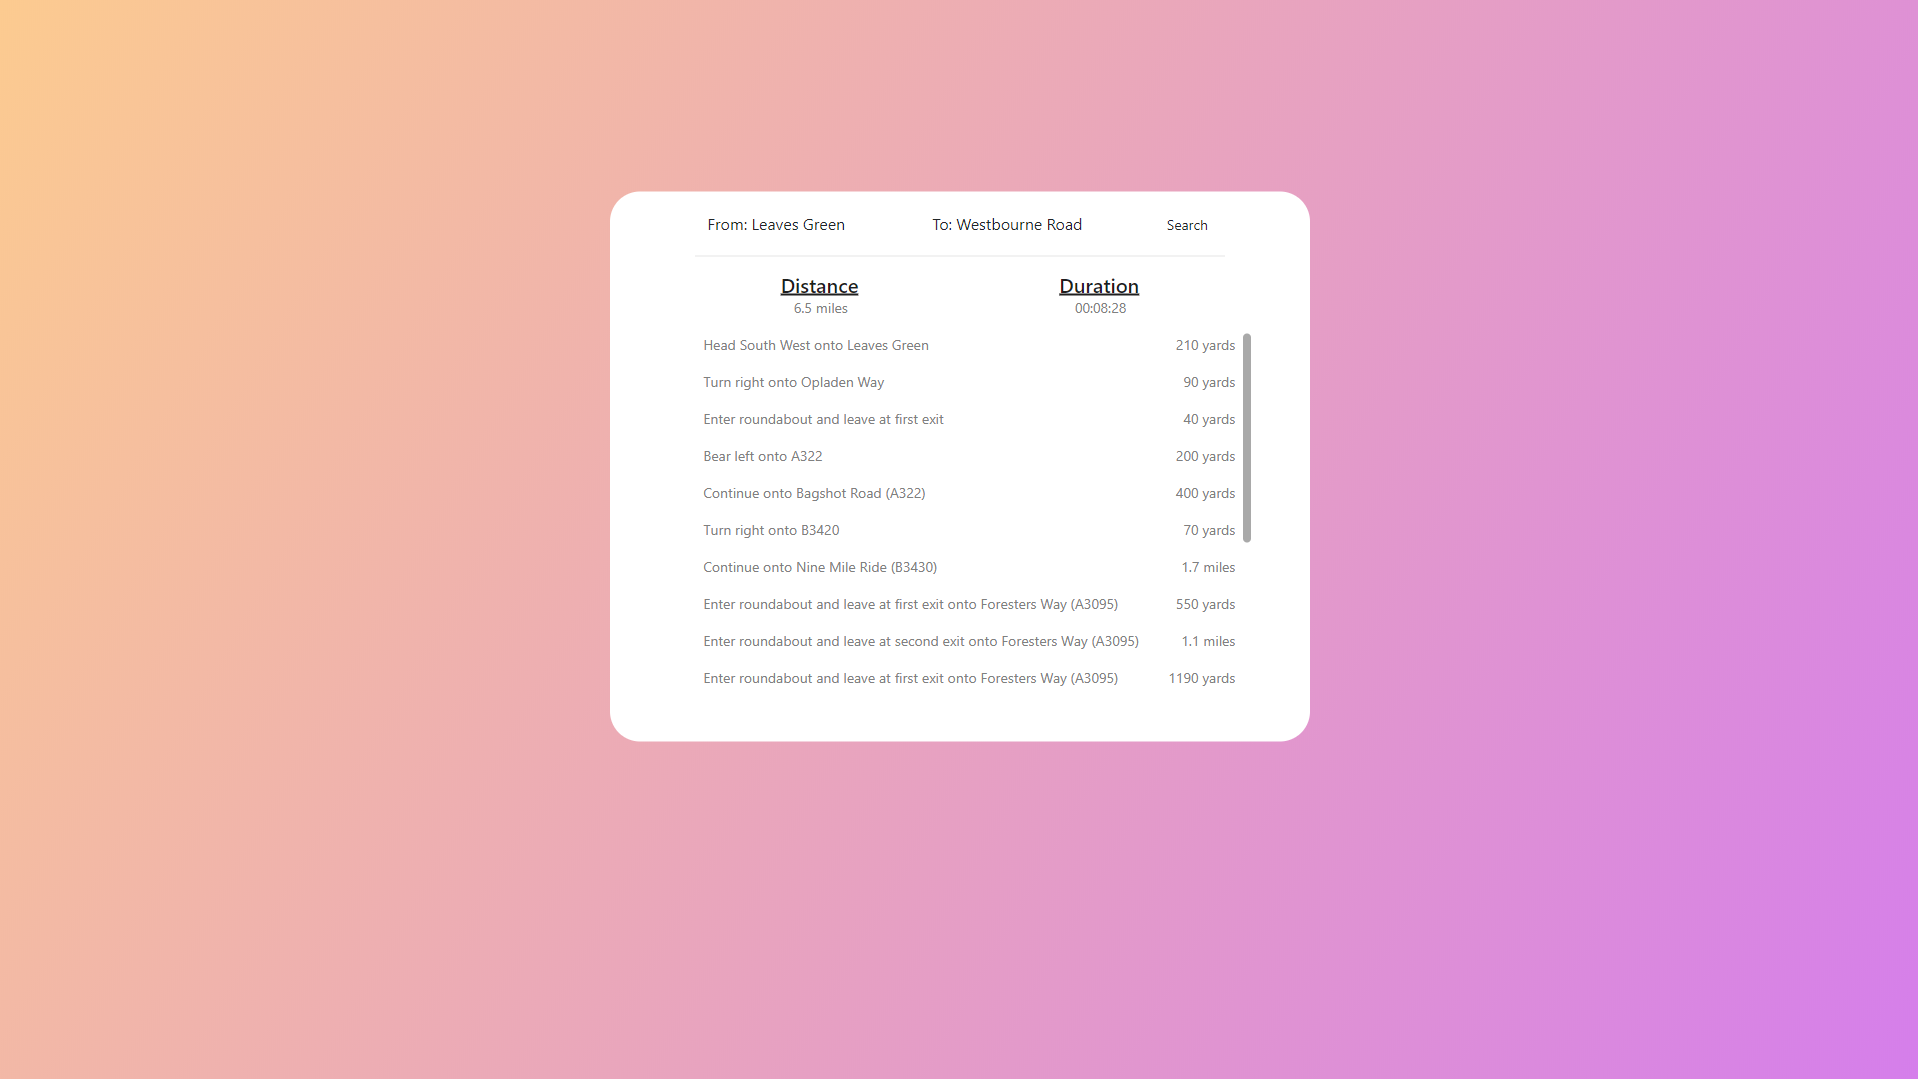 From: Leaves Green To: Westbourne Road Search
Distance Duration
6.5 miles 00:08:28
Head South West onto Leaves Green 210 yards
Turn right onto Opladen Way 90 yards
Enter roundabout and leave at first exit 40 yards
Bear left onto A322 200 yards
Continue onto Bagshot Road (A322) 400 yards
Turn right onto B3420 70 yards
Continue onto Nine Mile Ride (B3430) 1.7 miles
Enter roundabout and leave at first exit onto Foresters Way (A3095) 550 yards
Enter roundabout and leave at second exit onto Foresters Way (A3095) 1.1 miles
Enter roundabout and leave at first exit onto Foresters Way (A3095) 1190 yards